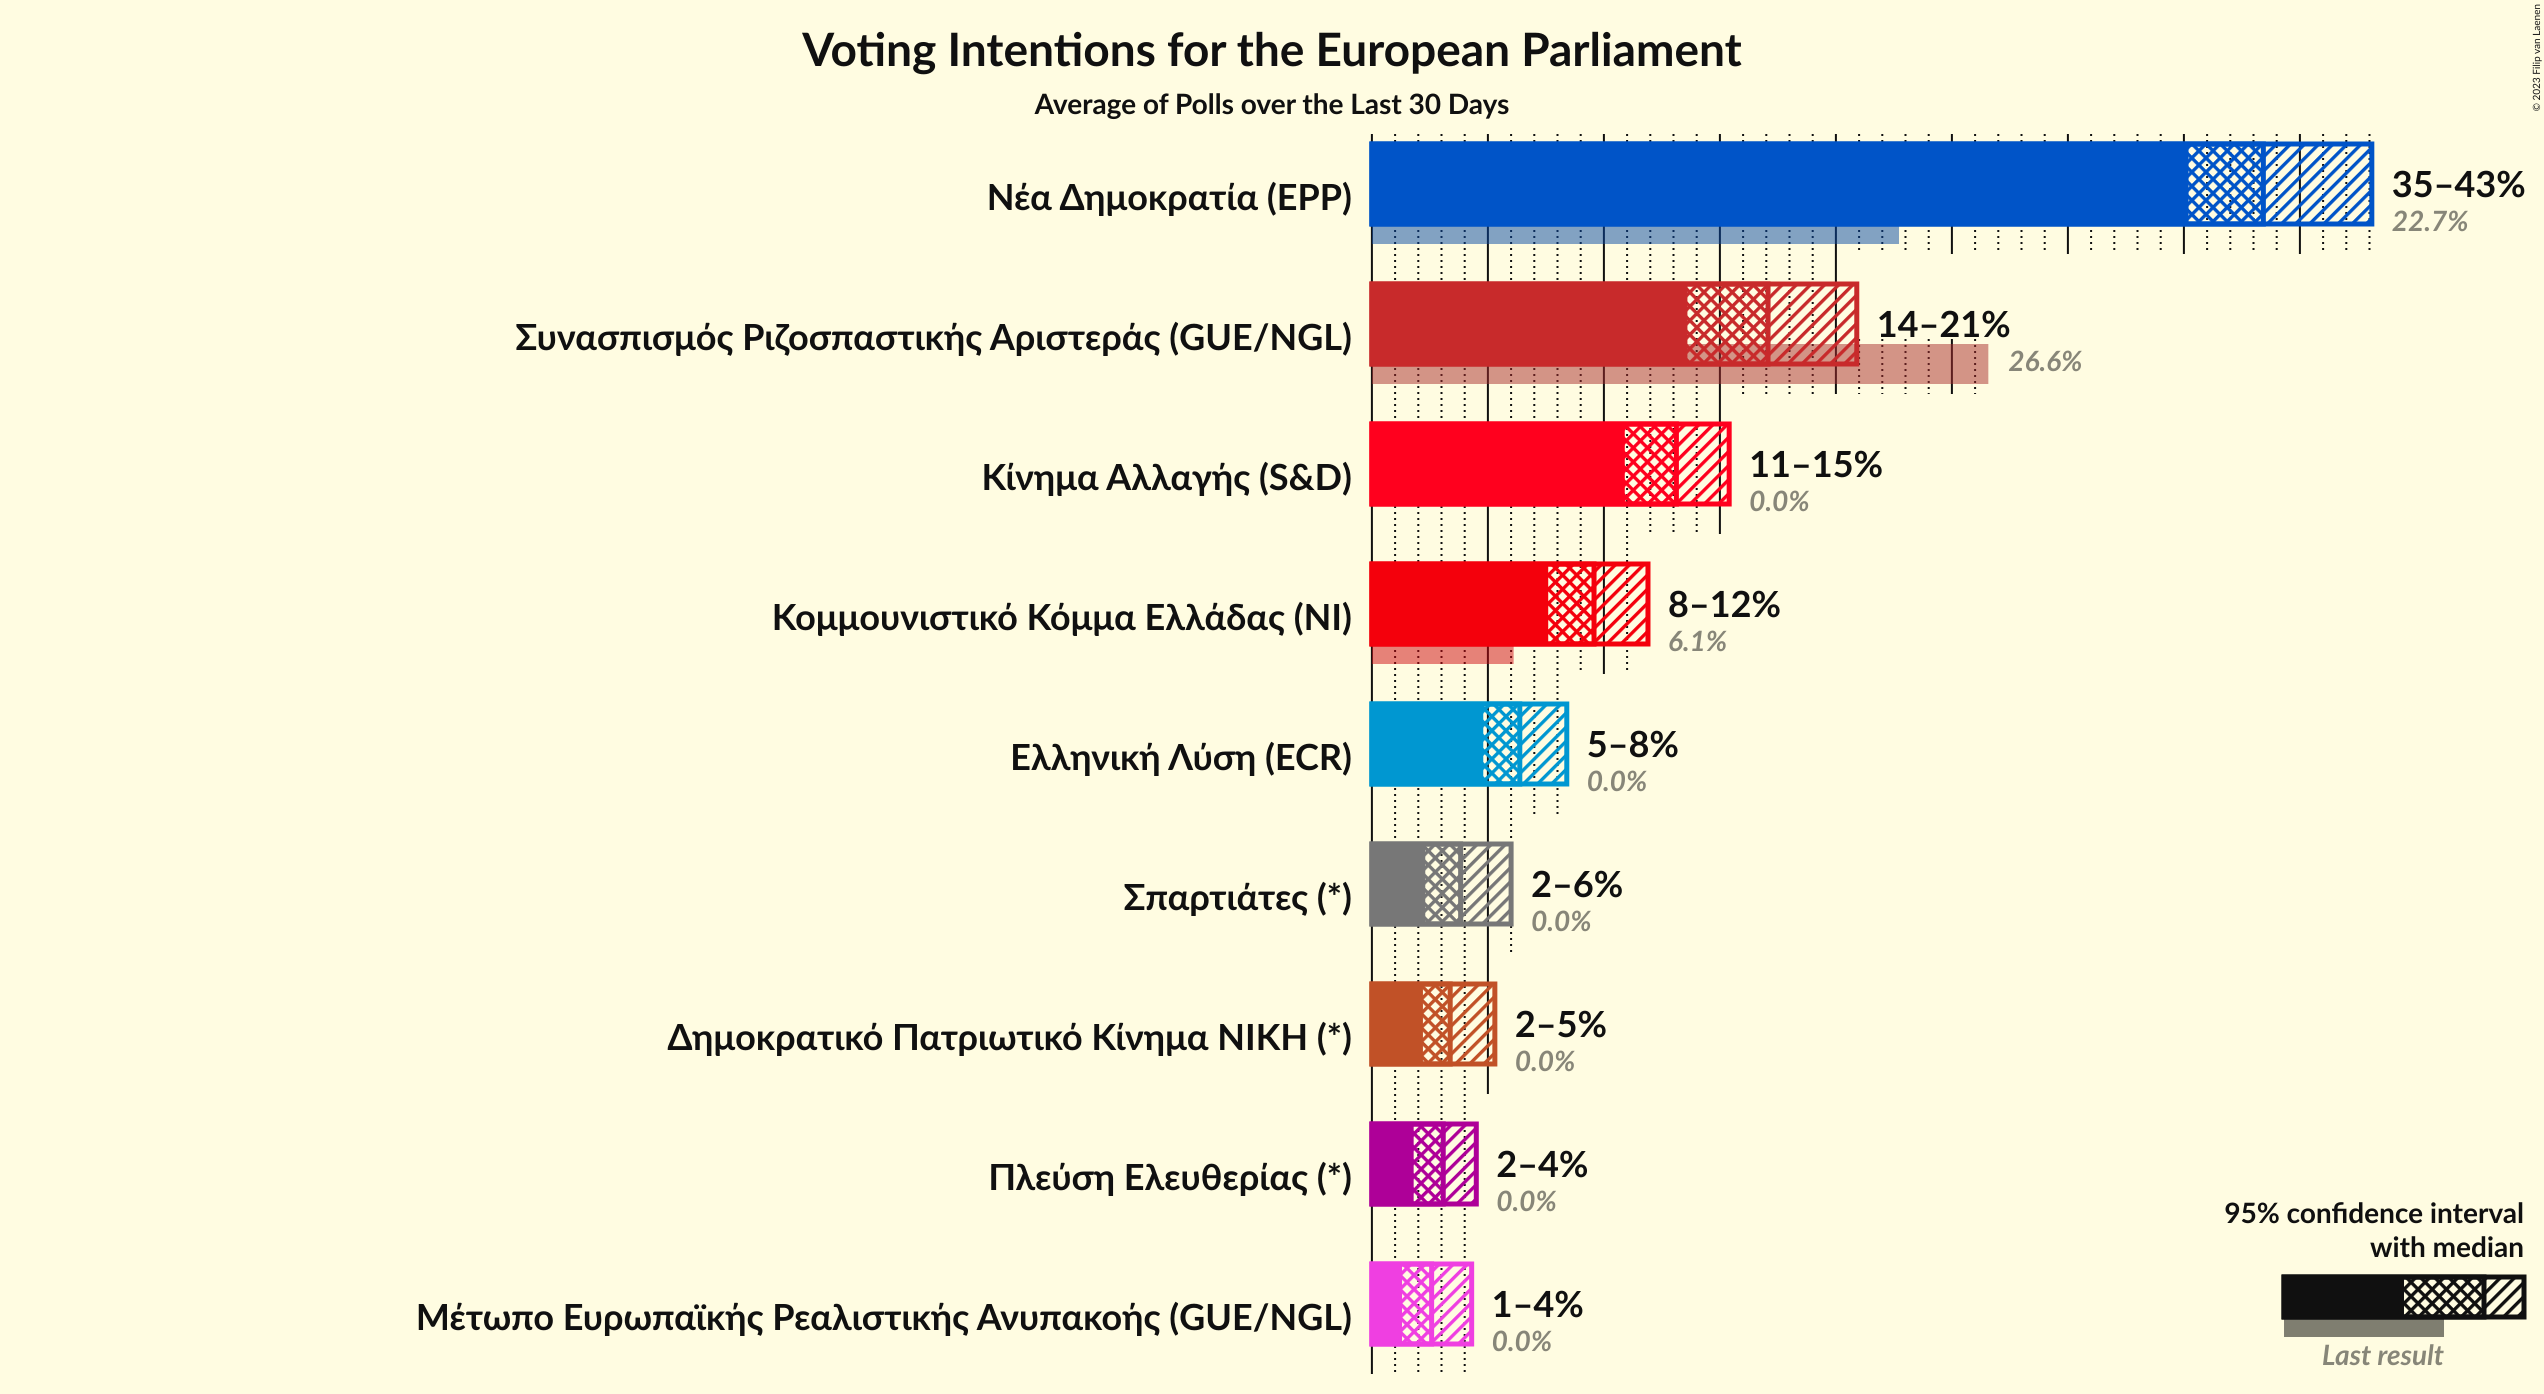 © 2023 Filip van Laenen
Voting Intentions for the European Parliament
Average of Polls over the Last 30 Days
Νέα Δημοκρατία (EPP)
35–43%
22.7%
Συνασπισμός Ριζοσπαστικής Αριστεράς (GUE/NGL)
14–21%
26.6%
Κίνημα Αλλαγής (S&D)
11–15%
0.0%
Κομμουνιστικό Κόμμα Ελλάδας (NI)
8–12%
6.1%
Ελληνική Λύση (ECR)
5–8%
0.0%
Σπαρτιάτες (*)
2–6%
0.0%
Δημοκρατικό Πατριωτικό Κίνημα ΝΙΚΗ (*)
2–5%
0.0%
Πλεύση Ελευθερίας (*)
2–4%
0.0%
Μέτωπο Ευρωπαϊκής Ρεαλιστικής Ανυπακοής (GUE/NGL)
1–4%
0.0%
95% confidence interval
with median
Last result